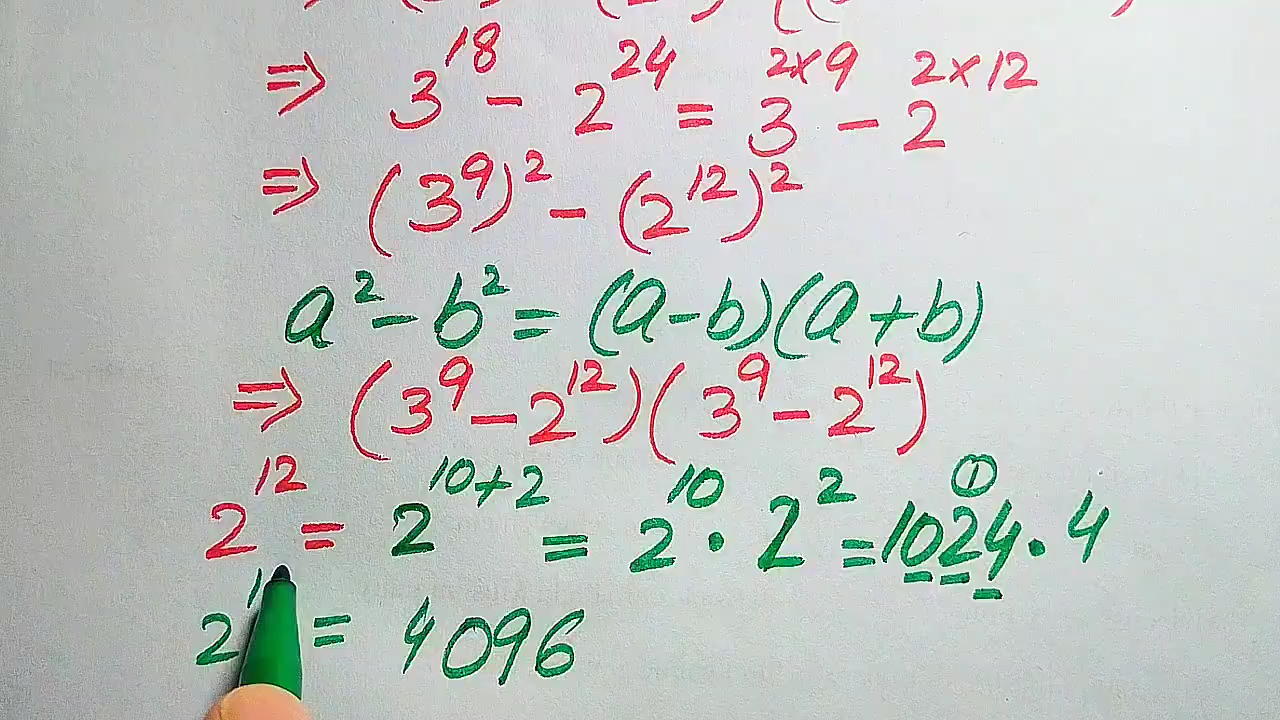 ⇒ 3^18 - 2^24 = 3^2×9 - 2^2×12
⇒ (3^9)^2 - (2^12)^2
a^2 - b^2 = (a-b)(a+b)
⇒ (3^9 - 2^12)(3^9 - 2^12)
2^12 = 2^10+2 = 2^10 · 2^2 = 1024 · 4 ①
2^1 = 4096